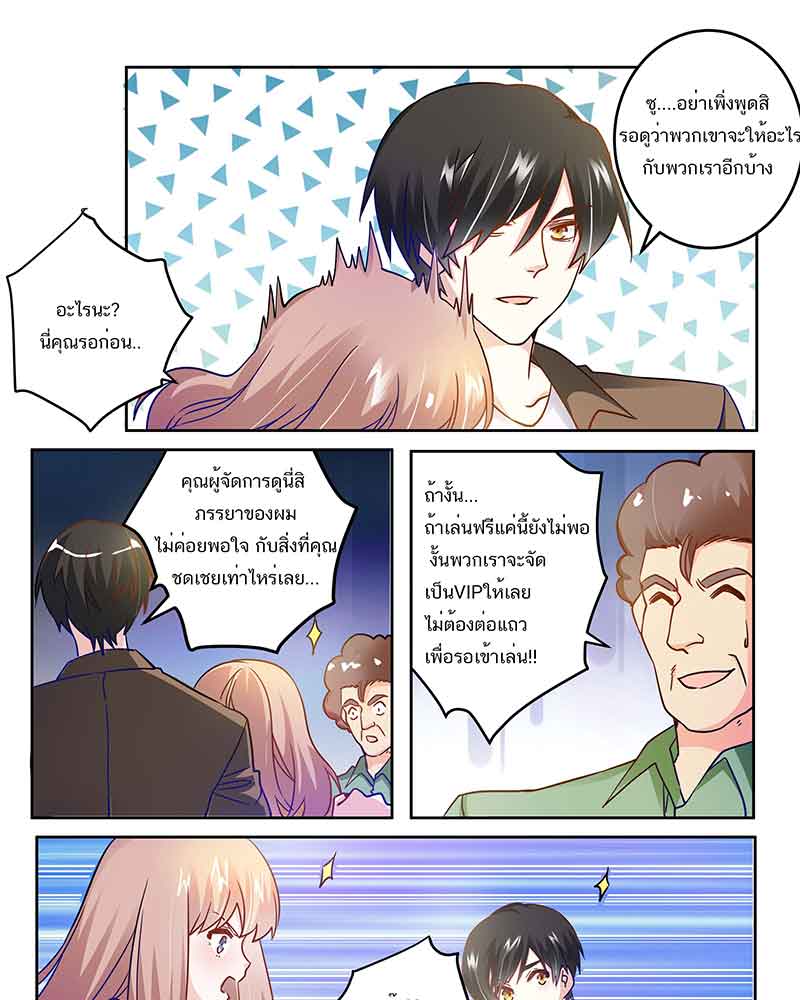 ซู....อย่าเพิ่งพูดสิ
รอดูว่าพวกเขาจะให้อะไร
กับพวกเราอีกบ้าง
อะไรนะ?
นี่คุณรอก่อน..
คุณผู้จัดการดูนี่สิ
ภรรยาของผม
ไม่ค่อยพอใจ กับสิ่งที่คุณ
ชดเชยเท่าไหร่เลย...
ถ้างั้น...
ถ้าเล่นฟรีแค่นี้ยังไม่พอ
งั้นพวกเราจะจัด
เป็นVIPให้เลย
ไม่ต้องต่อแถว
เพื่อรอเข้าเล่น!!